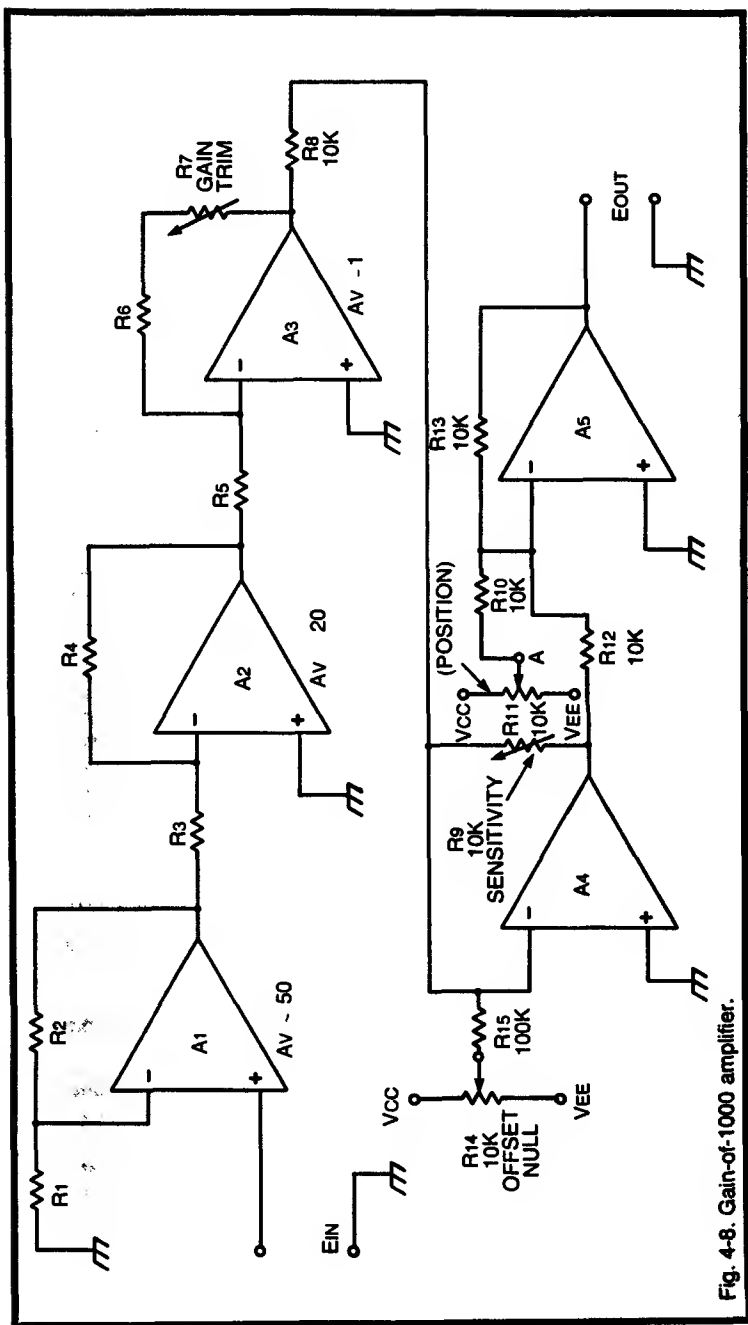 R1
R2
A1
AV ~ 50
EIN
R3
R4
A2
AV 20
R5
R6
R7
GAIN
TRIM
A3
AV ~ 1
R8
10K
VCC
R14
10K
OFFSET
NULL
VEE
R15
100K
A4
R9
10K
SENSITIVITY
VCC
(POSITION)
R11
10K
VEE
A
R10
10K
R12
10K
R13
10K
A5
EOUT
Fig. 4-8. Gain-of-1000 amplifier.